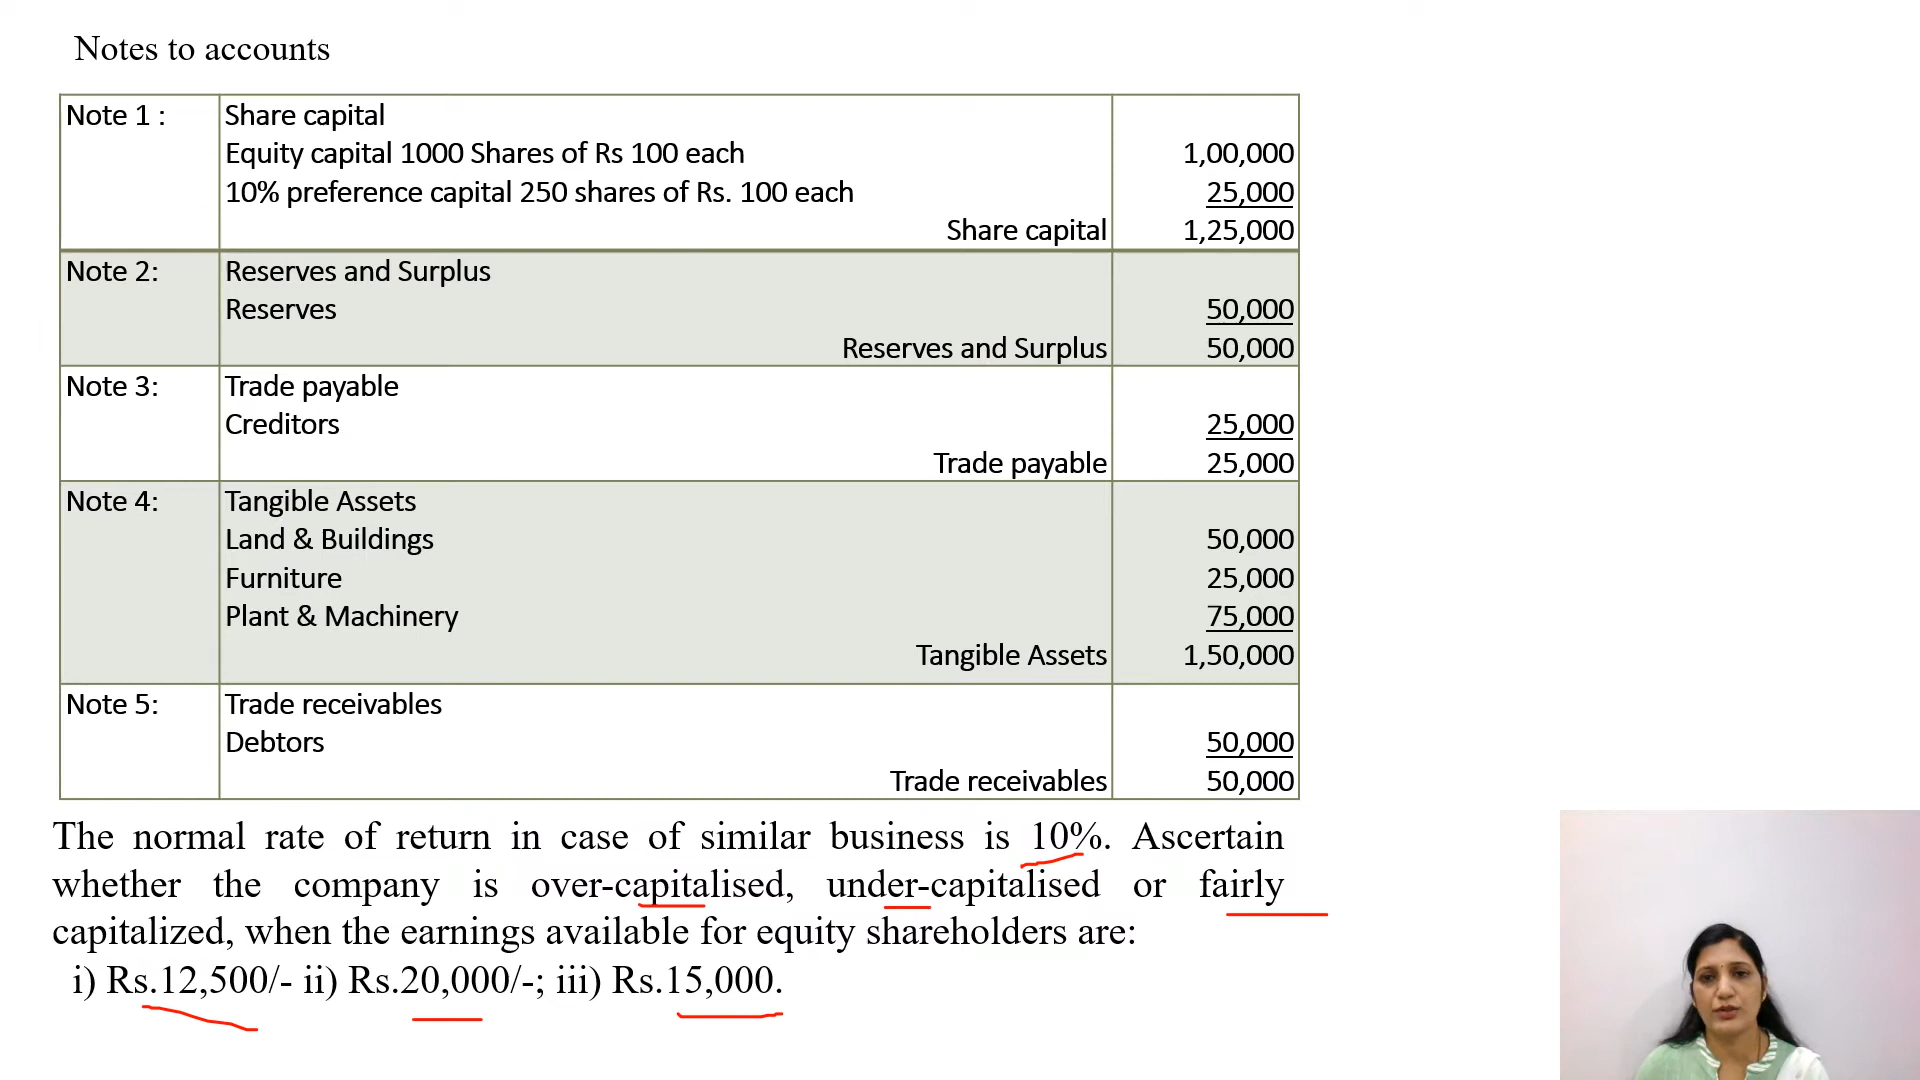 Notes to accounts
Note 1 : Share capital
Equity capital 1000 Shares of Rs 100 each 1,00,000
10% preference capital 250 shares of Rs. 100 each 25,000
Share capital 1,25,000
Note 2: Reserves and Surplus
Reserves 50,000
Reserves and Surplus 50,000
Note 3: Trade payable
Creditors 25,000
Trade payable 25,000
Note 4: Tangible Assets
Land & Buildings 50,000
Furniture 25,000
Plant & Machinery 75,000
Tangible Assets 1,50,000
Note 5: Trade receivables
Debtors 50,000
Trade receivables 50,000
The normal rate of return in case of similar business is 10%. Ascertain
whether the company is over-capitalised, under-capitalised or fairly
capitalized, when the earnings available for equity shareholders are:
i) Rs.12,500/- ii) Rs.20,000/-; iii) Rs.15,000.